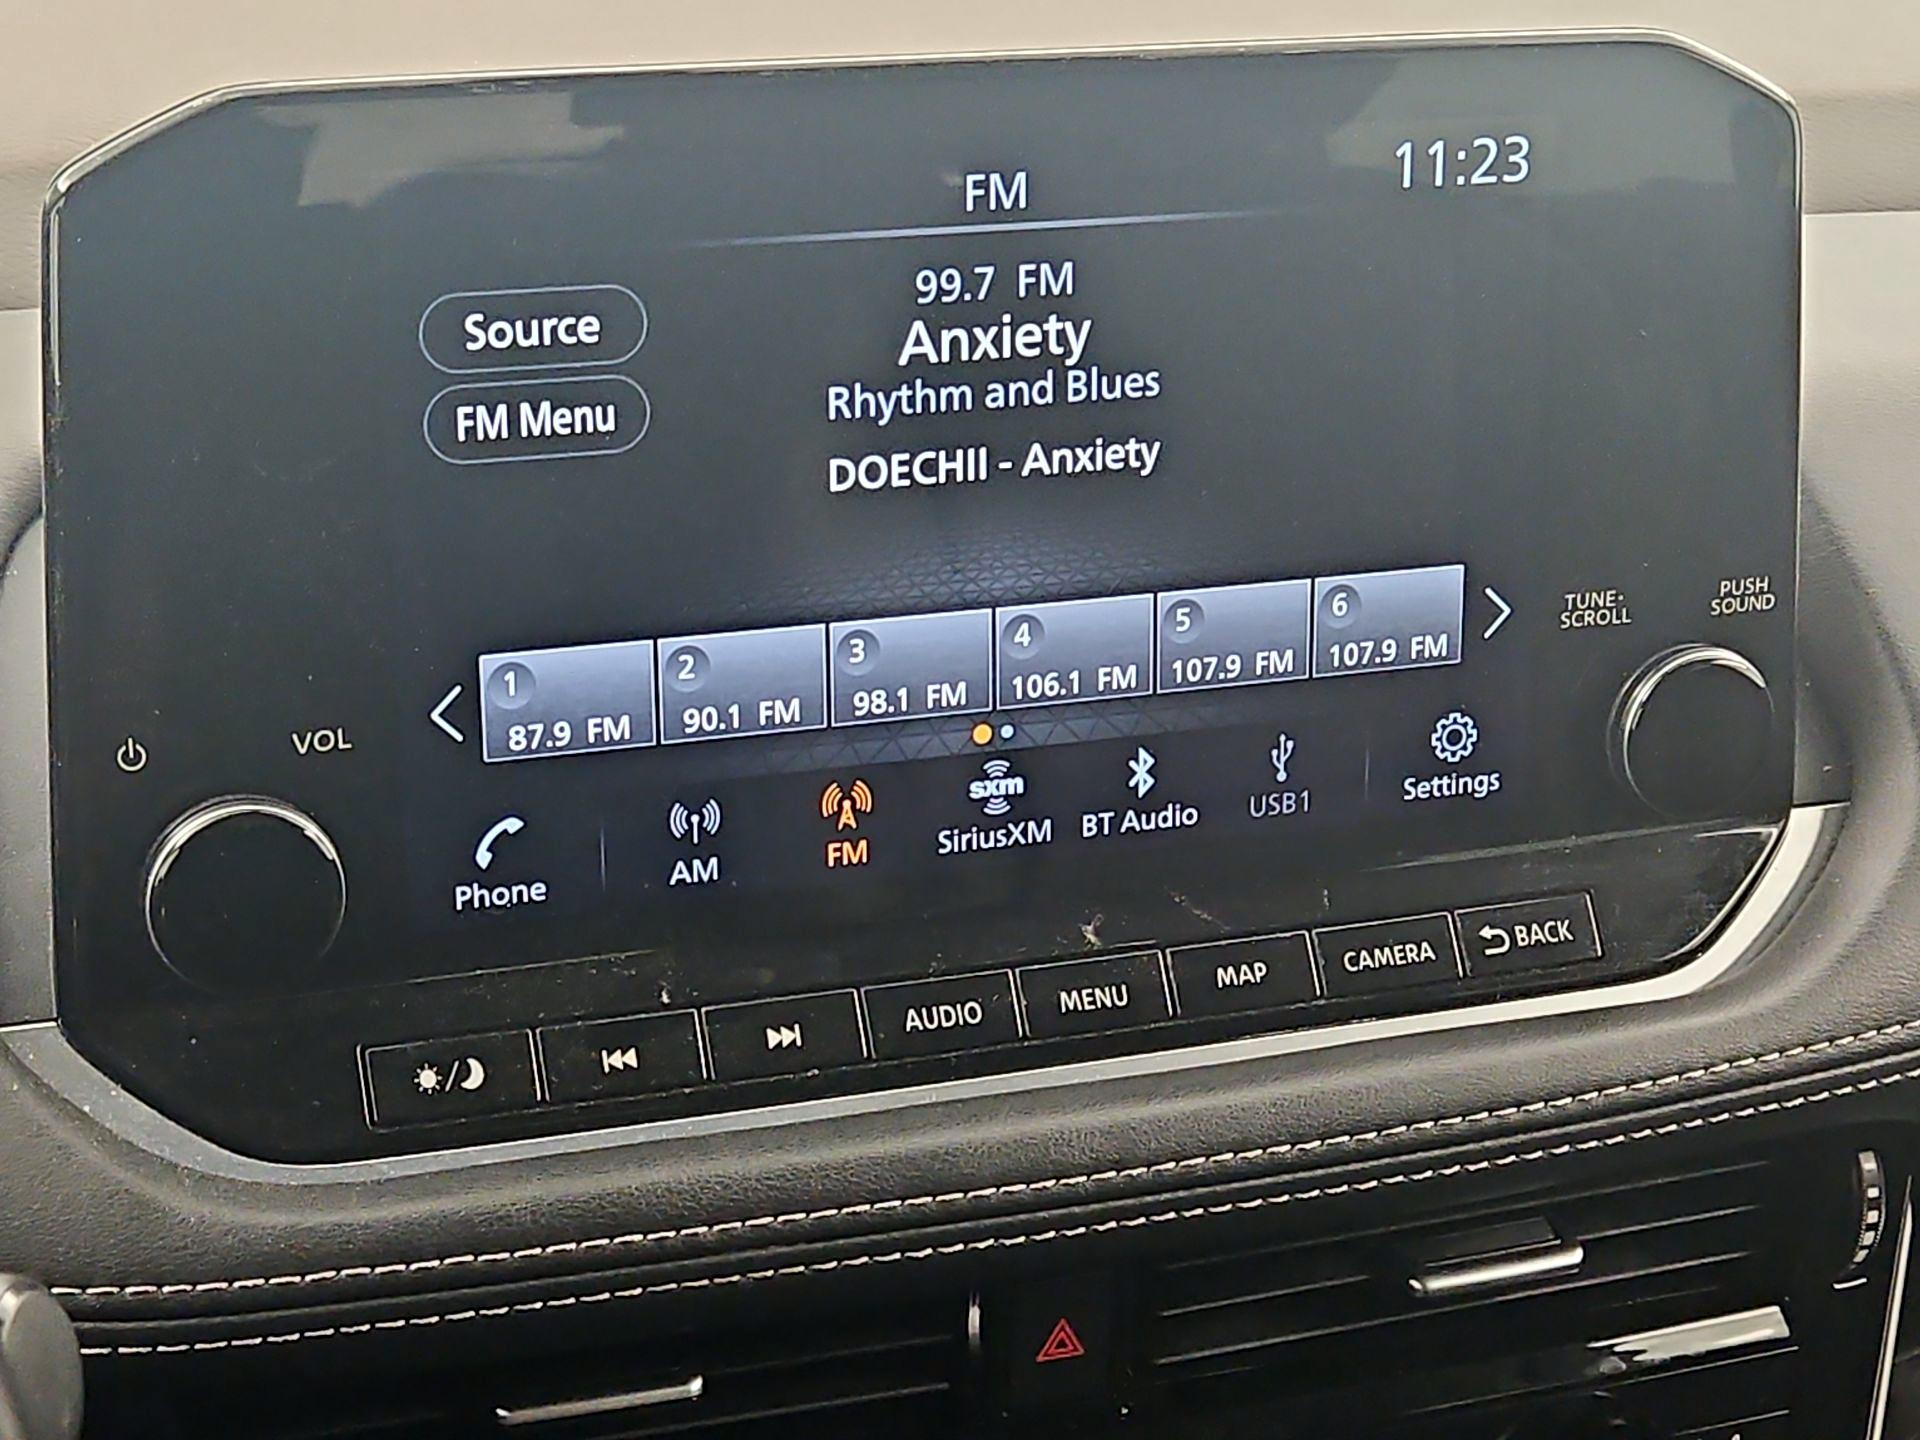 FM
11:23
99.7 FM
Anxiety
Rhythm and Blues
DOECHII - Anxiety
Source
FM Menu
1
87.9 FM
2
90.1 FM
3
98.1 FM
4
106.1 FM
5
107.9 FM
6
107.9 FM
TUNE·
SCROLL
PUSH
SOUND
VOL
Phone
AM
FM
sxm
SiriusXM
BT Audio
USB1
Settings
AUDIO
MENU
MAP
CAMERA
BACK